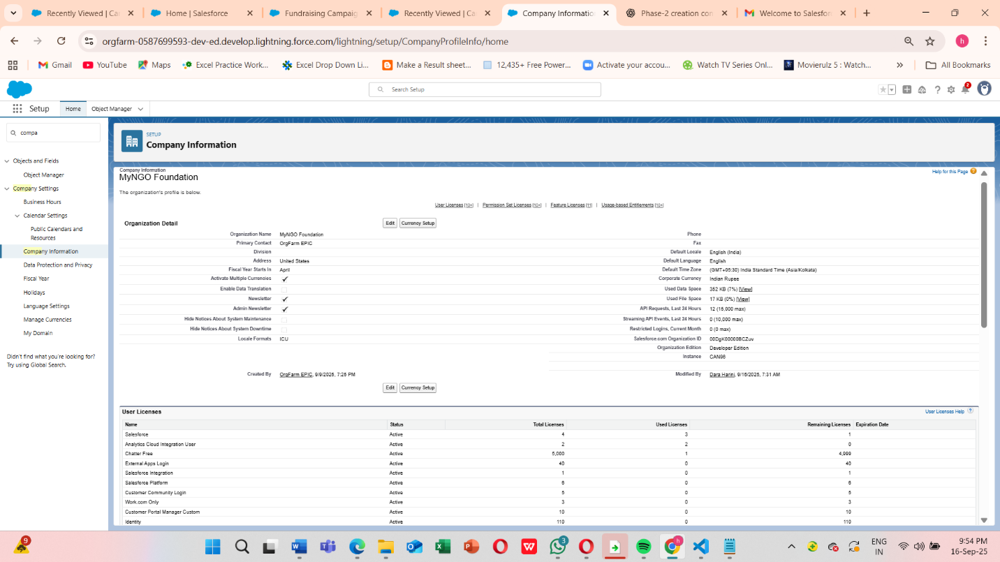 Recently Viewed | Ca
Home | Salesforce
Fundraising Campaig
Recently Viewed | Ca
Company Informatio
Phase-2 creation con
Welcome to Salesfor
orgfarm-0587699593-dev-ed.develop.lightning.force.com/lightning/setup/CompanyProfileInfo/home
h
Gmail
YouTube
Maps
Excel Practice Work...
Excel Drop Down Li...
Make a Result sheet...
12,435+ Free Power...
Activate your accou...
Watch TV Series Onl...
Movierulz 5 : Watch...
All Bookmarks
Search Setup
2
Setup
Home
Object Manager
compa
Objects and Fields
Object Manager
Company Settings
Business Hours
Calendar Settings
Public Calendars and
Resources
Company Information
Data Protection and Privacy
Fiscal Year
Holidays
Language Settings
Manage Currencies
My Domain
Didn't find what you're looking for?
Try using Global Search.
SETUP
Company Information
Company Information
MyNGO Foundation
Help for this Page
The organization's profile is below.
User Licenses [10+] | Permission Set Licenses [10+] | Feature Licenses [11] | Usage-based Entitlements [10+]
Organization Detail
Edit
Currency Setup
Organization Name MyNGO Foundation
Phone
Primary Contact OrgFarm EPIC
Fax
Division
Default Locale English (India)
Address United States
Default Language English
Fiscal Year Starts In April
Default Time Zone (GMT+05:30) India Standard Time (Asia/Kolkata)
Activate Multiple Currencies
Corporate Currency Indian Rupee
Enable Data Translation
Used Data Space 352 KB (7%) [View]
Newsletter
Used File Space 17 KB (0%) [View]
Admin Newsletter
API Requests, Last 24 Hours 12 (15,000 max)
Hide Notices About System Maintenance
Streaming API Events, Last 24 Hours 0 (10,000 max)
Hide Notices About System Downtime
Restricted Logins, Current Month 0 (0 max)
Locale Formats ICU
Salesforce.com Organization ID 00DgK00000BCZuv
Organization Edition Developer Edition
Instance CAN96
Created By OrgFarm EPIC, 9/9/2025, 7:25 PM
Modified By Dara Harini, 9/16/2025, 7:31 AM
Edit
Currency Setup
User Licenses
User Licenses Help
Name Status Total Licenses Used Licenses Remaining Licenses Expiration Date
Salesforce Active 4 3 1
Analytics Cloud Integration User Active 2 2 0
Chatter Free Active 5,000 1 4,999
External Apps Login Active 40 0 40
Salesforce Integration Active 1 0 1
Salesforce Platform Active 6 0 6
Customer Community Login Active 5 0 5
Work.com Only Active 3 0 3
Customer Portal Manager Custom Active 10 0 10
Identity Active 110 0 110
9
3
h
ENG
IN
9:54 PM
16-Sep-25